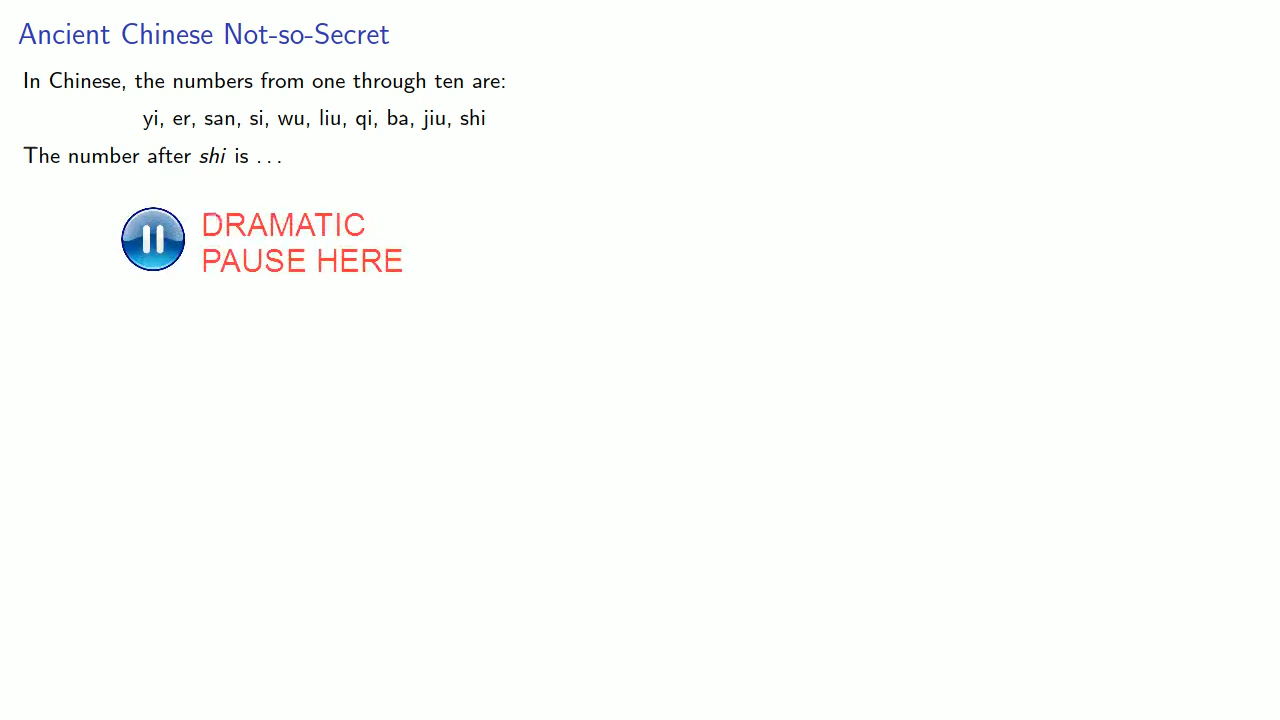 Ancient Chinese Not-so-Secret
In Chinese, the numbers from one through ten are:
yi, er, san, si, wu, liu, qi, ba, jiu, shi
The number after shi is ...
DRAMATIC
PAUSE HERE